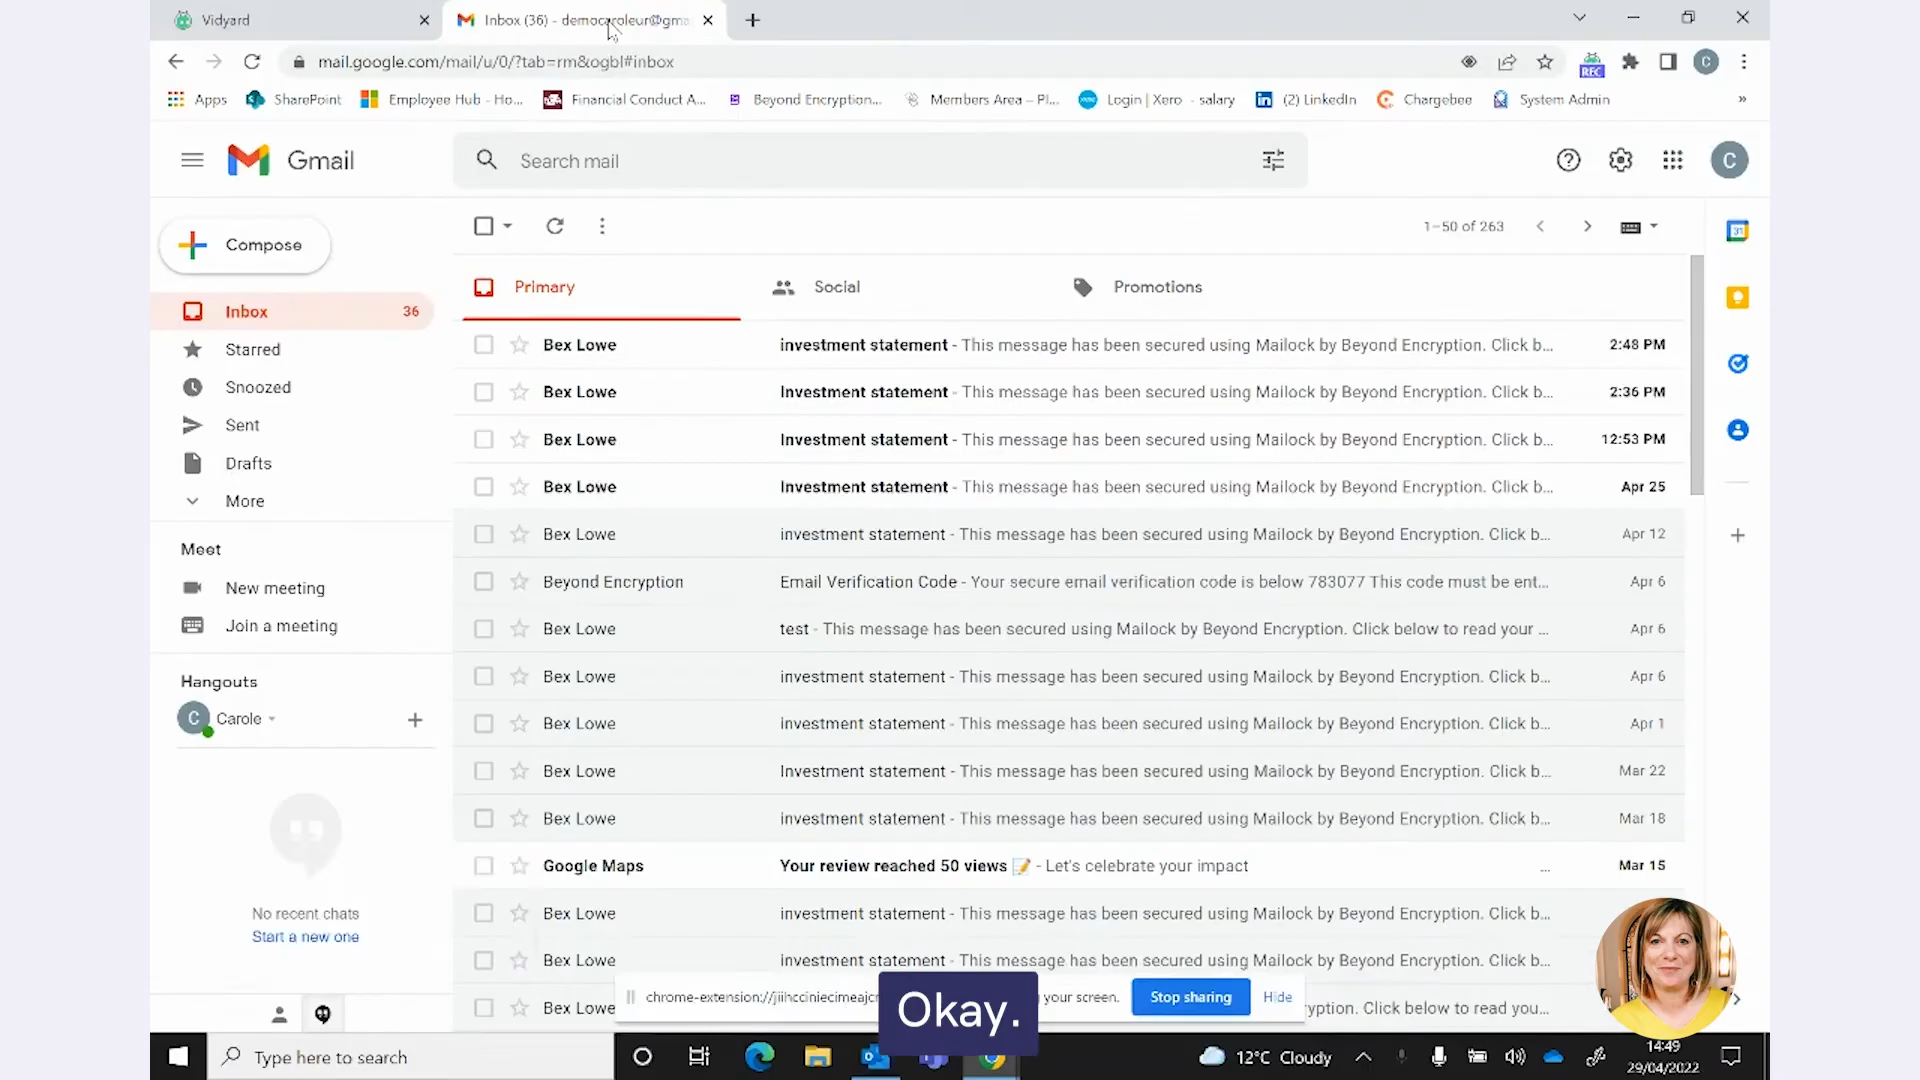 Vidyard
Inbox (36) - democaroleur@gma
mail.google.com/mail/u/0/?tab=rm&ogbl#inbox
REC
C
Apps
SharePoint
Employee Hub - Ho...
Financial Conduct A...
Beyond Encryption...
Members Area – Pl...
Login | Xero - salary
(2) LinkedIn
Chargebee
System Admin
»
Gmail
Search mail
C
Compose
1–50 of 263
Inbox 36
Starred
Snoozed
Sent
Drafts
More
Meet
New meeting
Join a meeting
Hangouts
C Carole
No recent chats
Start a new one
Primary
Social
Promotions
31
Bex Lowe investment statement - This message has been secured using Mailock by Beyond Encryption. Click b... 2:48 PM
Bex Lowe Investment statement - This message has been secured using Mailock by Beyond Encryption. Click b... 2:36 PM
Bex Lowe Investment statement - This message has been secured using Mailock by Beyond Encryption. Click b... 12:53 PM
Bex Lowe Investment statement - This message has been secured using Mailock by Beyond Encryption. Click b... Apr 25
Bex Lowe investment statement - This message has been secured using Mailock by Beyond Encryption. Click b... Apr 12
Beyond Encryption Email Verification Code - Your secure email verification code is below 783077 This code must be ent... Apr 6
Bex Lowe test - This message has been secured using Mailock by Beyond Encryption. Click below to read your ... Apr 6
Bex Lowe investment statement - This message has been secured using Mailock by Beyond Encryption. Click b... Apr 6
Bex Lowe investment statement - This message has been secured using Mailock by Beyond Encryption. Click b... Apr 1
Bex Lowe Investment statement - This message has been secured using Mailock by Beyond Encryption. Click b... Mar 22
Bex Lowe investment statement - This message has been secured using Mailock by Beyond Encryption. Click b... Mar 18
Google Maps Your review reached 50 views 📝 - Let's celebrate your impact ... Mar 15
Bex Lowe investment statement - This message has been secured using Mailock by Beyond Encryption. Click b...
Bex Lowe investment statement - This message has been secured using Mailock by Beyond Encryption. Click b...
Bex Lowe yption. Click below to read you...
your screen.
Stop sharing
Hide
Okay.
Type here to search
12°C Cloudy
14:49
29/04/2022